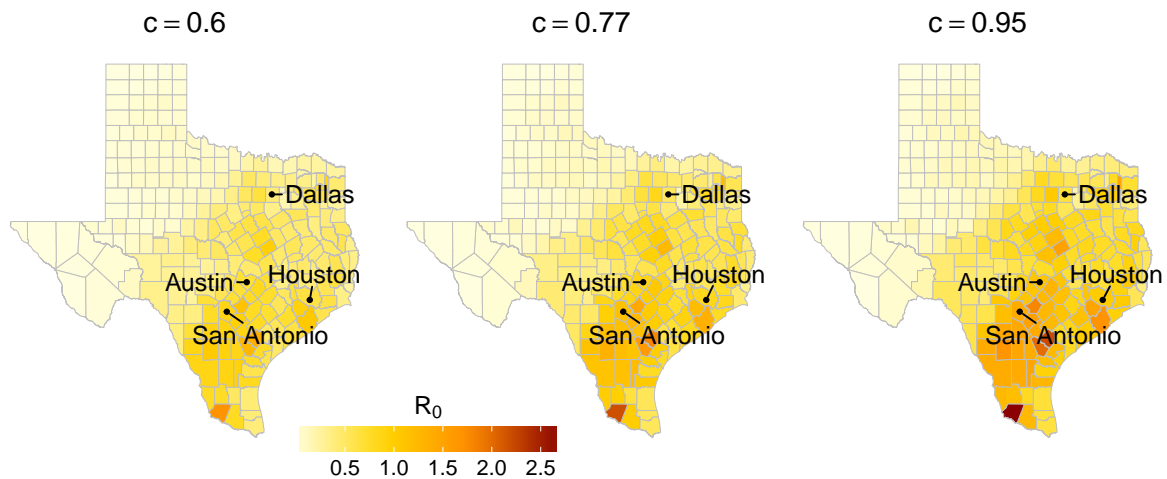 c = 0.6
c = 0.77
c = 0.95
Dallas
Dallas
Dallas
Austin
Houston
San Antonio
Austin
Houston
San Antonio
Austin
Houston
San Antonio
R₀
0.5 1.0 1.5 2.0 2.5